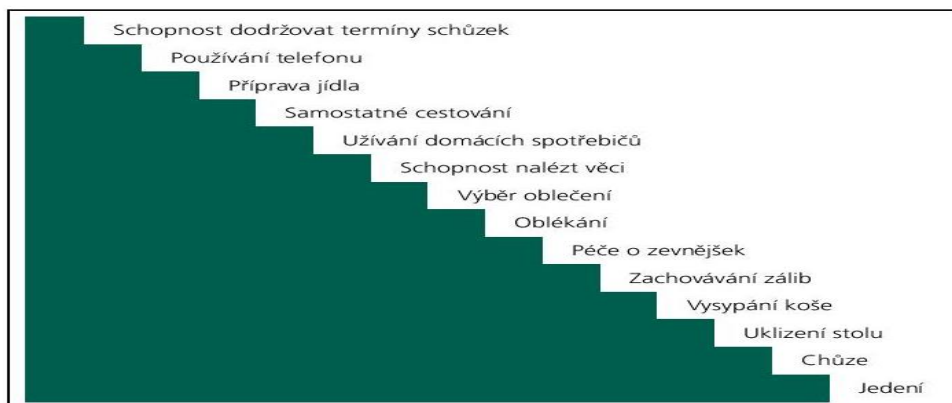 Schopnost dodržovat termíny schůzek
Používání telefonu
Příprava jídla
Samostatné cestování
Užívání domácích spotřebičů
Schopnost nalézt věci
Výběr oblečení
Oblékání
Péče o zevnějšek
Zachovávání zálib
Vysypání koše
Uklizení stolu
Chůze
Jedení